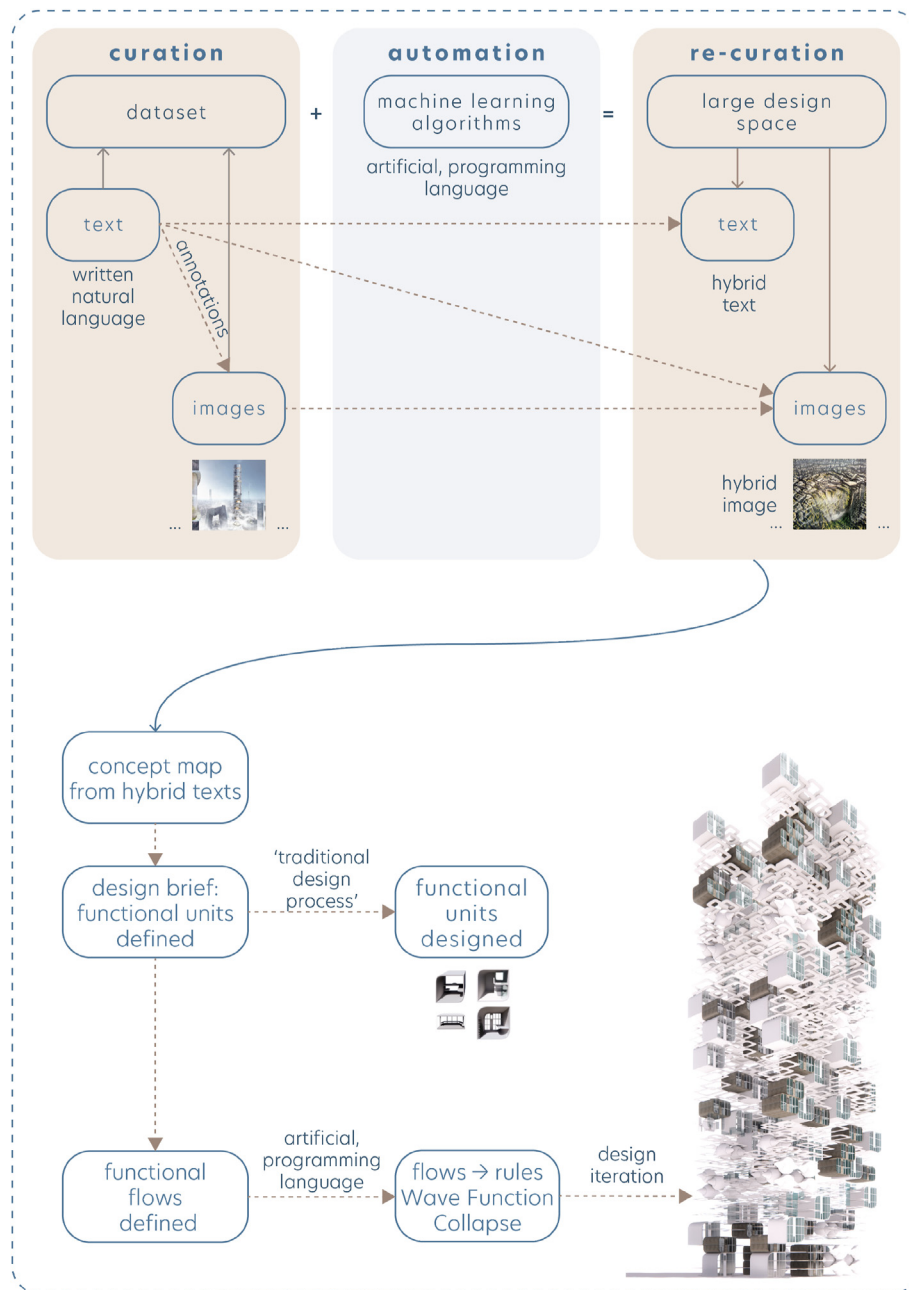 curation
automation
re-curation
dataset
+
machine learning
algorithms
=
large design
space
artificial, programming
language
text
text
annotations
written
natural
language
hybrid
text
images
images
hybrid
image
... ...
... ...
concept map
from hybrid texts
design brief:
functional units
defined
‘traditional
design
process’
functional
units
designed
functional
flows
defined
artificial,
programming
language
flows → rules
Wave Function
Collapse
design
iteration